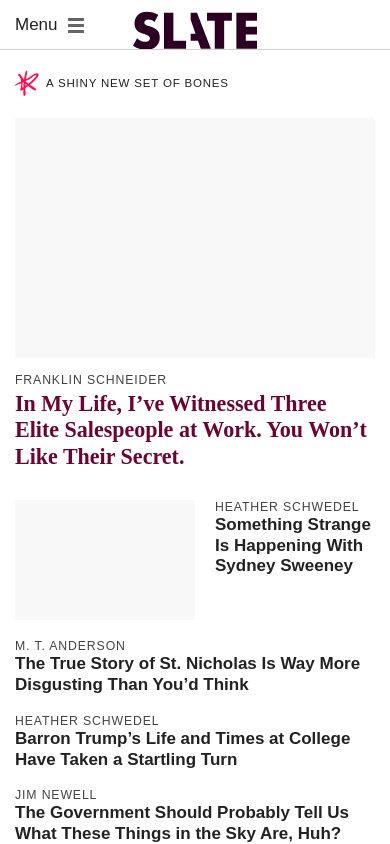 Menu
SLATE
A SHINY NEW SET OF BONES
FRANKLIN SCHNEIDER
In My Life, I’ve Witnessed Three
Elite Salespeople at Work. You Won’t
Like Their Secret.
HEATHER SCHWEDEL
Something Strange
Is Happening With
Sydney Sweeney
M. T. ANDERSON
The True Story of St. Nicholas Is Way More
Disgusting Than You’d Think
HEATHER SCHWEDEL
Barron Trump’s Life and Times at College
Have Taken a Startling Turn
JIM NEWELL
The Government Should Probably Tell Us
What These Things in the Sky Are, Huh?